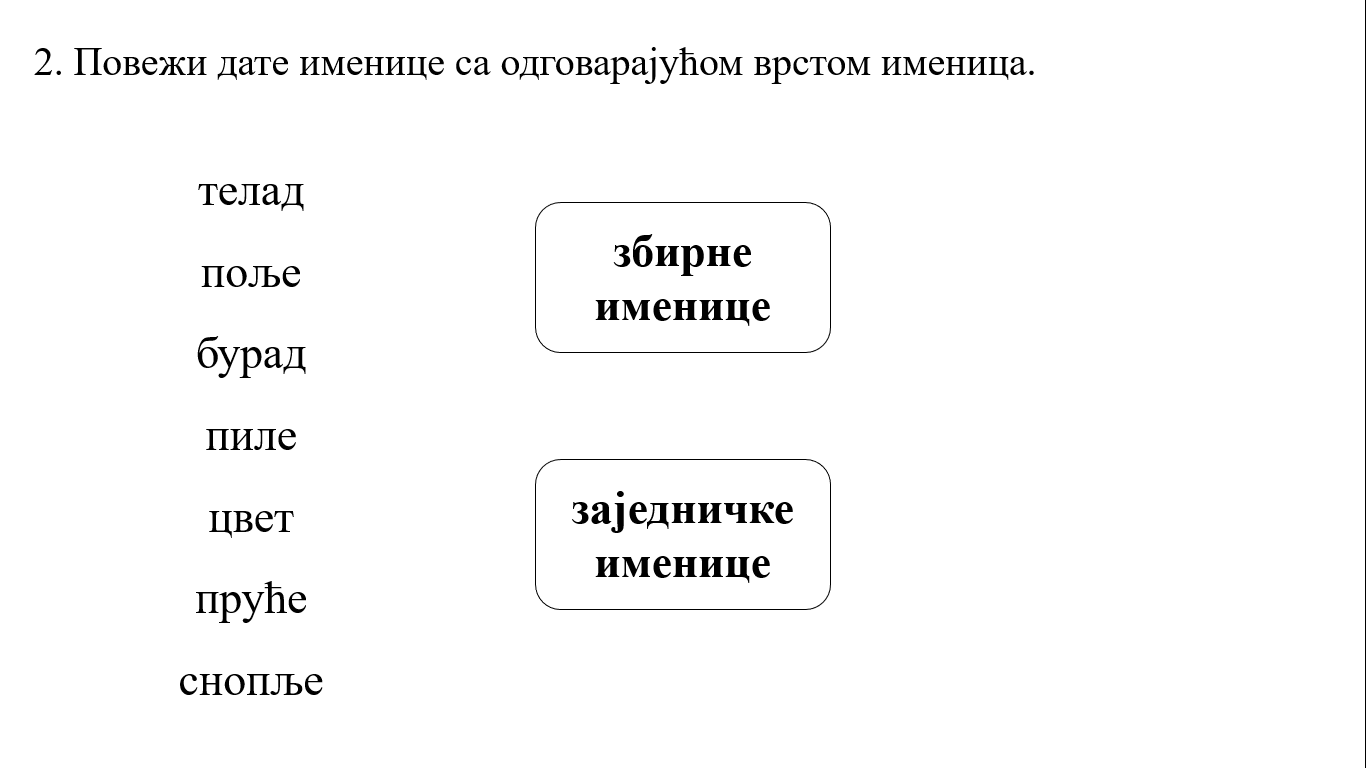 2. Повежи дате именице са одговарајућом врстом именица.
телад
поље
бурад
пиле
цвет
пруће
снопље
збирне
именице
заједничке
именице